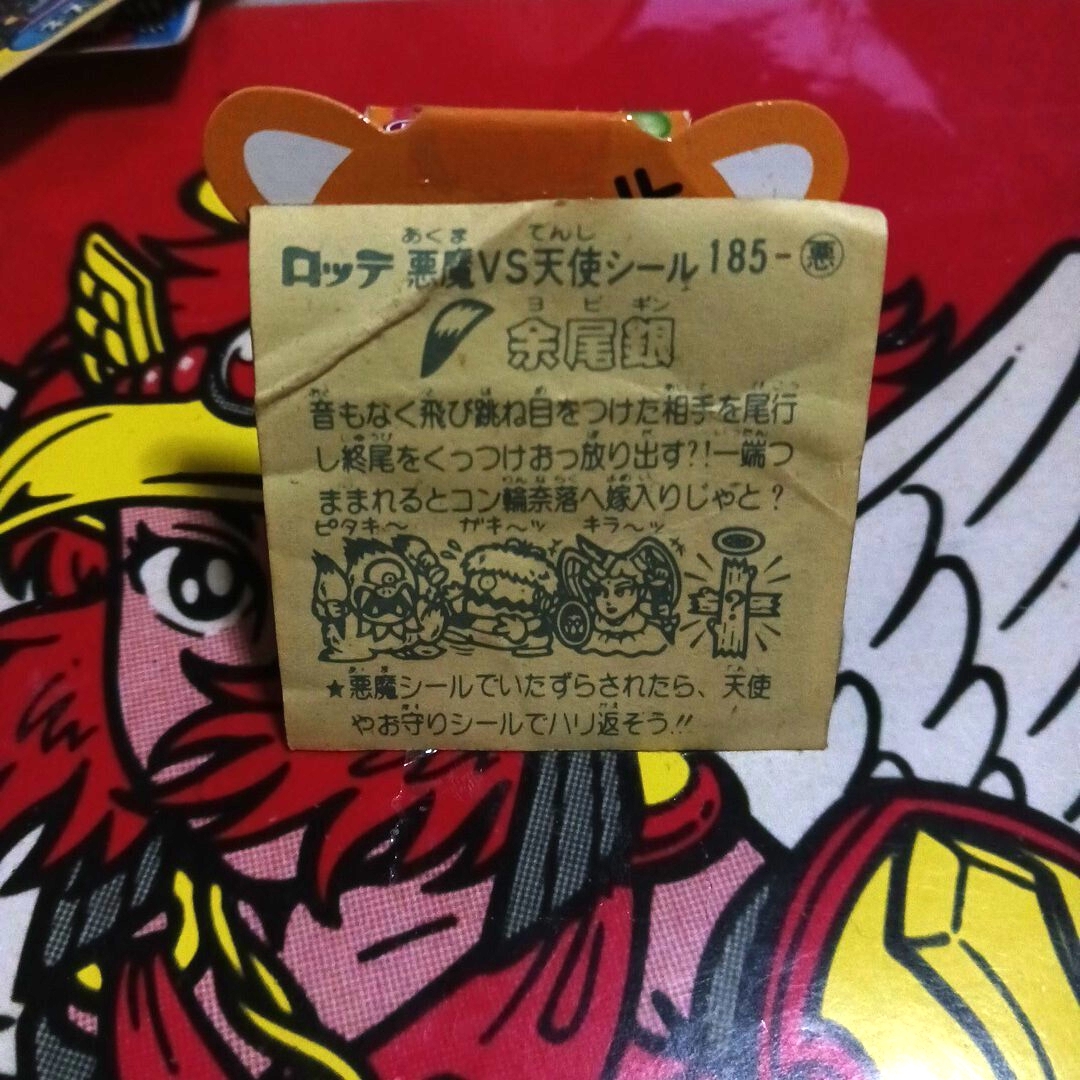 ロッテ 悪魔VS天使シール 185-悪
あくま てんし
ヨビギン
余尾銀
音もなく飛び跳ね目をつけた相手を尾行
し終尾をくっつけおっ放り出す?!一端つ
ままれるとコン輪奈落へ嫁入りじゃと?
ピタキ〜 ガキ〜ッ キラ〜ッ
?
★悪魔シールでいたずらされたら、天使
やお守りシールでハリ返そう!!